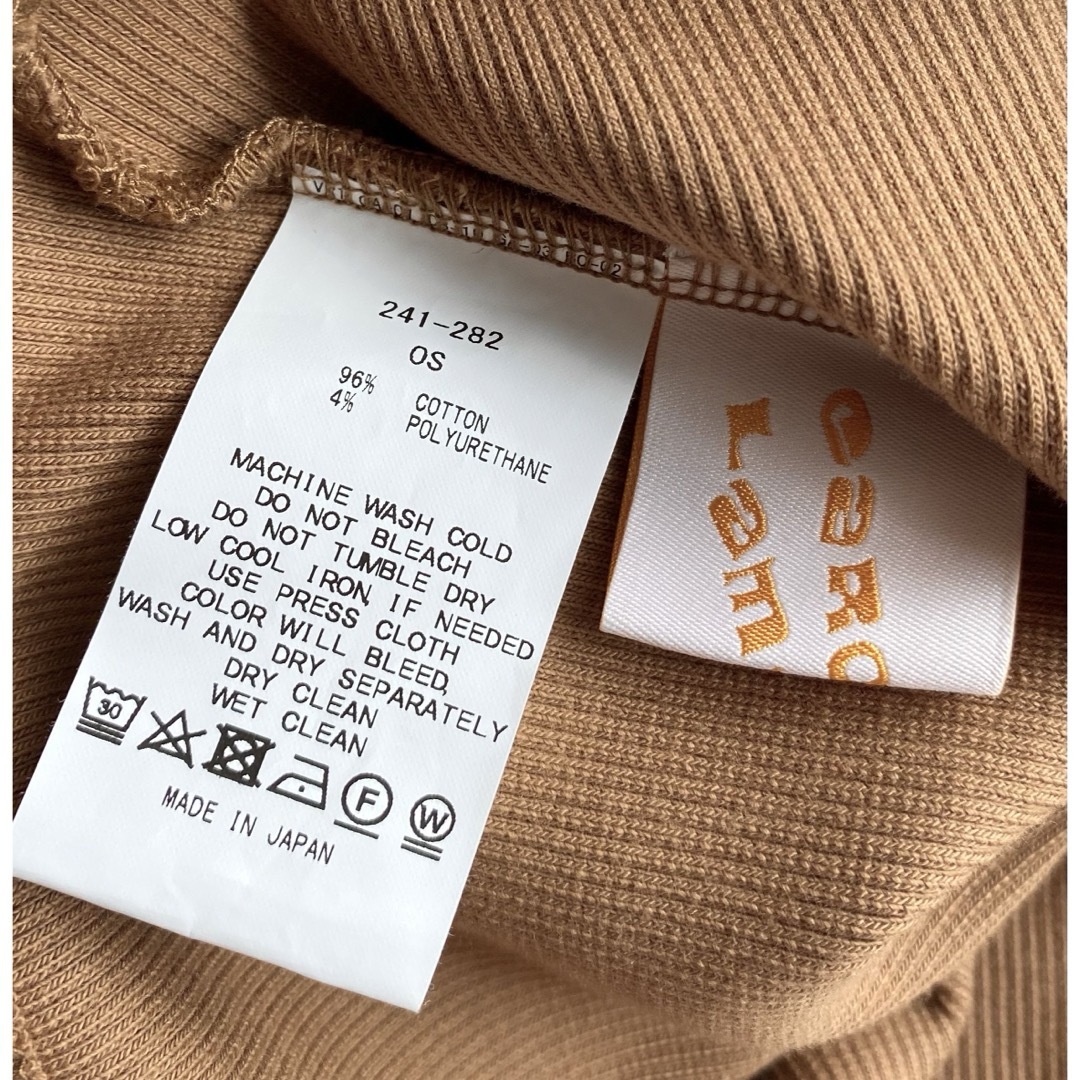 241-282
OS
96% COTTON
4% POLYURETHANE
MACHINE WASH COLD
DO NOT BLEACH
DO NOT TUMBLE DRY
LOW COOL IRON, IF NEEDED
USE PRESS CLOTH
COLOR WILL BLEED,
WASH AND DRY SEPARATELY
DRY CLEAN
WET CLEAN
30
F
W
MADE IN JAPAN
Caro
Lam